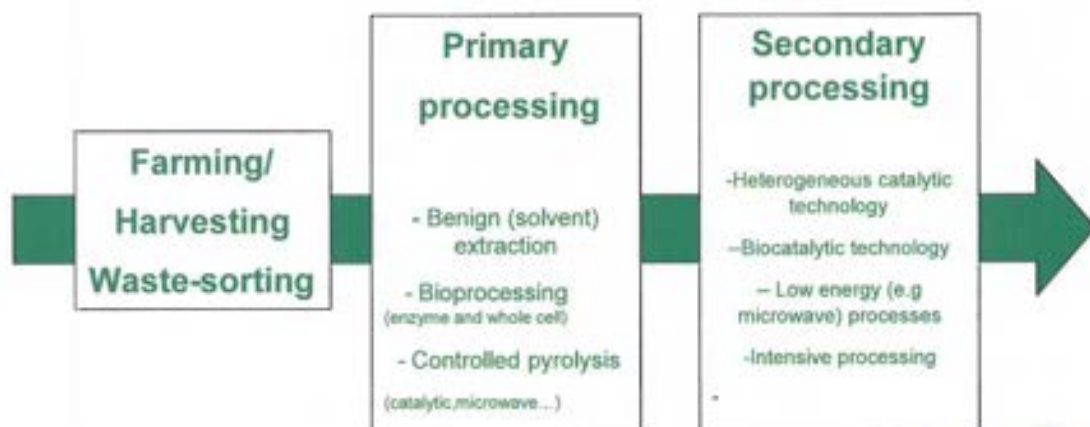 Farming/
Harvesting
Waste-sorting
Primary
processing
- Benign (solvent)
extraction
- Bioprocessing
(enzyme and whole cell)
- Controlled pyrolysis
(catalytic,microwave...)
Secondary
processing
-Heterogeneous catalytic
technology
–Biocatalytic technology
– Low energy (e.g
microwave) processes
-Intensive processing
-